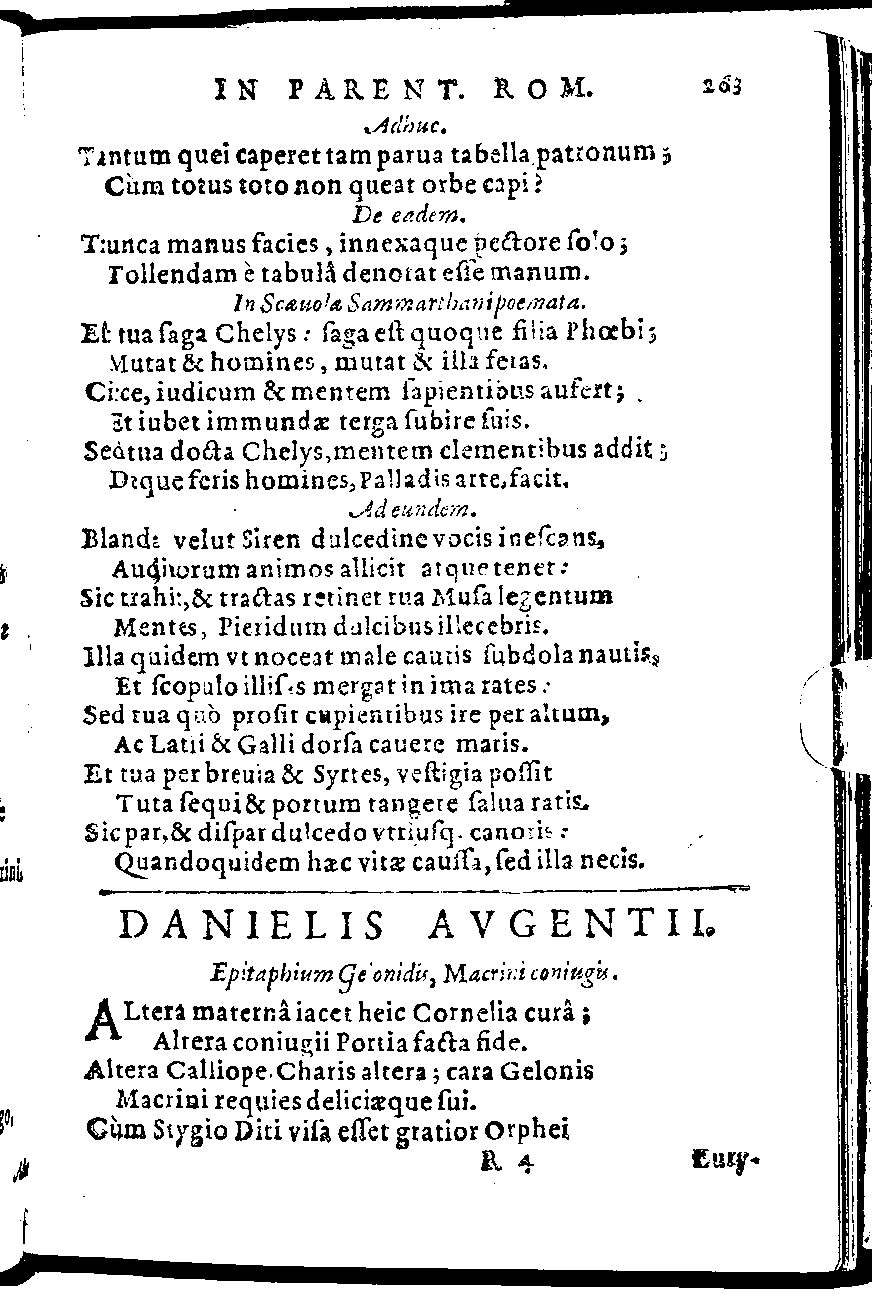 IN PARENT. ROM. 263
Adhuc.
Tantum quei caperet tam parua tabella patronum;
Cùm totus toto non queat orbe capi?
De eadem.
Trunca manus facies, innexaque pectore ſolo;
Tollendam è tabulâ denotat eſſe manum.
In Scæuolæ Sammarthani poemata.
Et tua ſaga Chelys: ſaga eſt quoque filia Phœbi;
Mutat & homines, mutat & illa feras.
Circe, iudicum & mentem ſapientibus aufert;
Et iubet immundæ terga ſubire ſuis.
Sed tua docta Chelys, mentem clementibus addit;
Deque feris homines, Palladis arte, facit.
Ad eundem.
Blanda velut Siren dulcedine vocis ineſcans,
Auditorum animos allicit atque tenet:
Sic trahit, & tractas retinet tua Muſa legentum
Mentes, Pieridum dulcibus illecebris.
Illa quidem vt noceat male cautis ſubdola nautis,
Et ſcopulo illiſas mergat in ima rates:
Sed tua quò proſit cupientibus ire per altum,
Ac Latii & Galli dorſa cauere maris.
Et tua per breuia & Syrtes, veſtigia poſſit
Tuta ſequi & portum tangere ſalua ratis.
Sic par, & diſpar dulcedo vtriuſq. canoris:
Quandoquidem hæc vitæ cauſſa, ſed illa necis.
DANIELIS AVGENTII.
Epitaphium Gelonidis, Macrini coniugis.
ALtera maternâ iacet heic Cornelia curâ;
Altera coniugii Portia facta fide.
Altera Calliope. Charis altera; cara Gelonis
Macrini requies deliciæque ſui.
Cùm Stygio Diti viſa eſſet gratior Orphei
R 4 Eury-